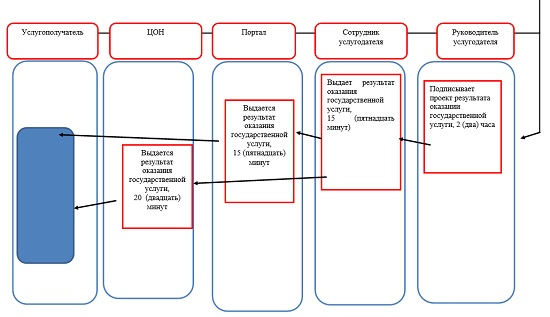 Услугополучатель
ЦОН
Портал
Сотрудник
услугодателя
Руководитель
услугодателя
Выдается
результат
оказания
государственной
услуги,
20 (двадцать)
минут
Выдается
результат
оказания
государственной
услуги,
15 (пятнадцать)
минут
Выдает результат
оказания
государственной
услуги,
15 (пятнадцать
минут)
Подписывает
проект результата
оказании
государственной
услуги, 2 (два) часа